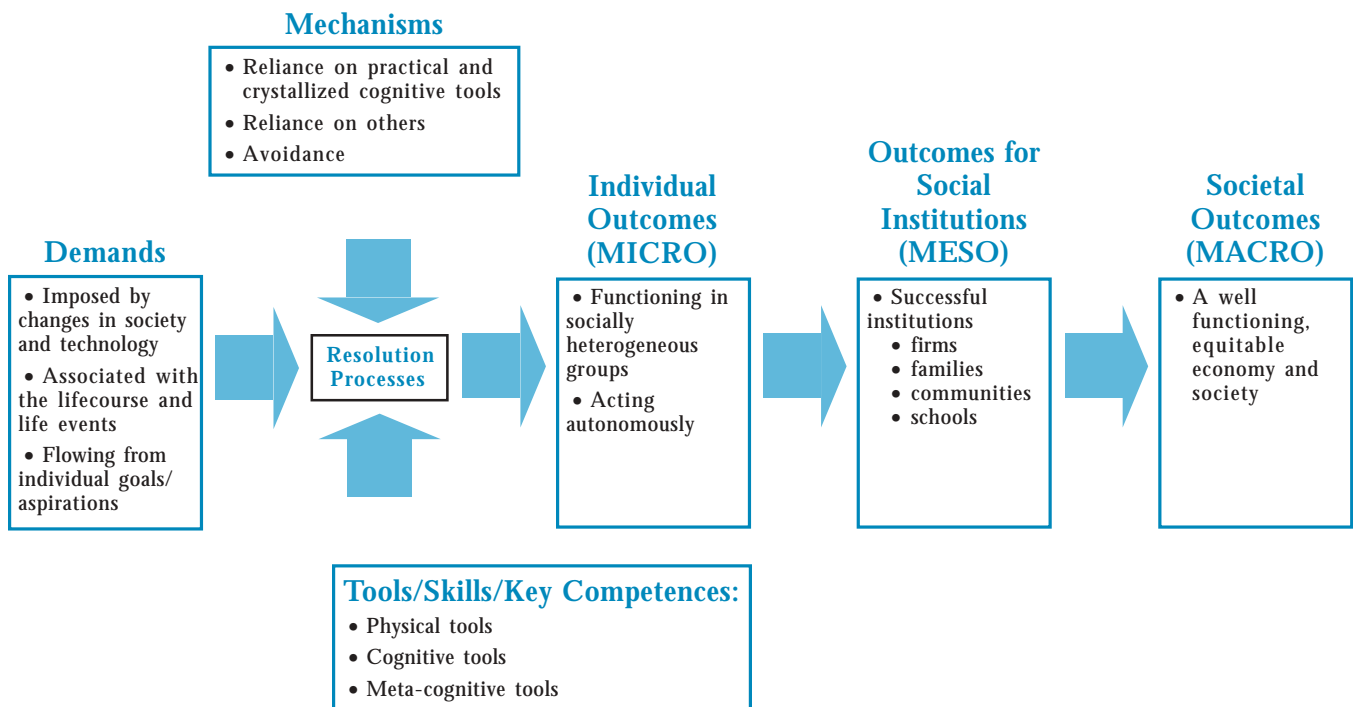 Mechanisms
• Reliance on practical and
crystallized cognitive tools
• Reliance on others
• Avoidance
Demands
• Imposed by
changes in society
and technology
• Associated with
the lifecourse and
life events
• Flowing from
individual goals/
aspirations
Resolution
Processes
Individual
Outcomes
(MICRO)
• Functioning in
socially
heterogeneous
groups
• Acting
autonomously
Outcomes for
Social
Institutions
(MESO)
• Successful
institutions
• firms
• families
• communities
• schools
Societal
Outcomes
(MACRO)
• A well
functioning,
equitable
economy and
society
Tools/Skills/Key Competences:
• Physical tools
• Cognitive tools
• Meta-cognitive tools